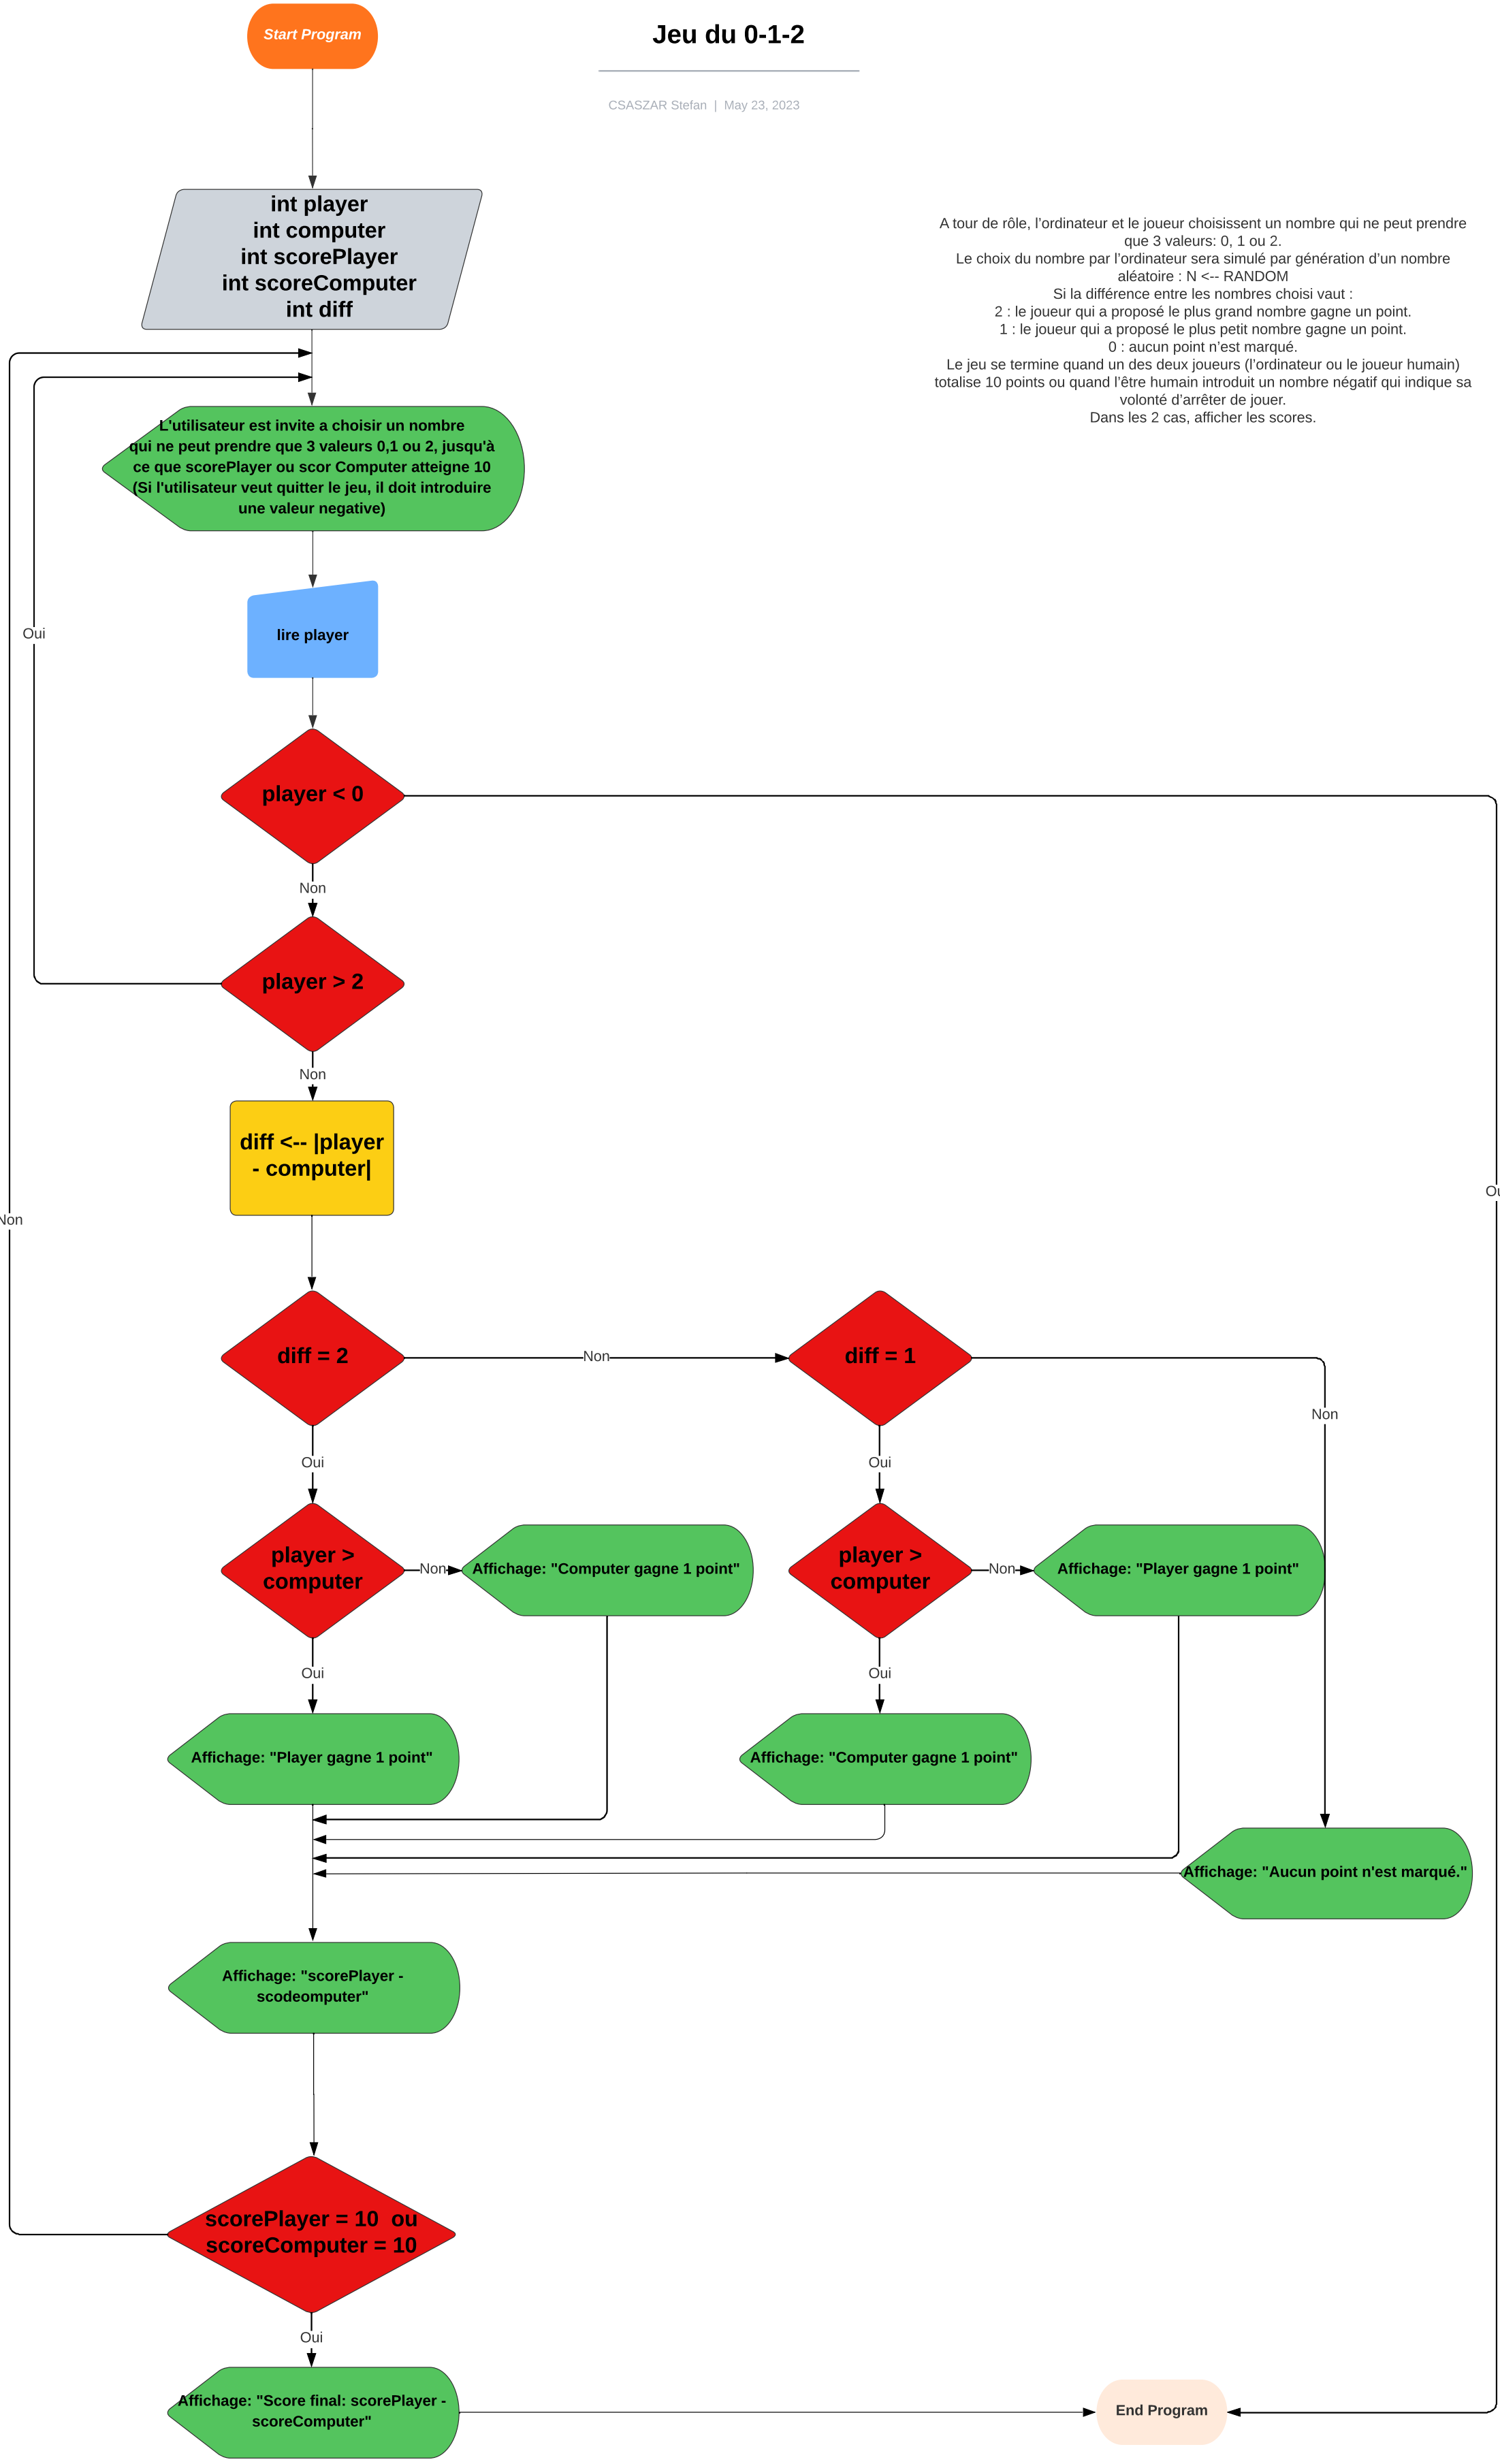 Start Program
Jeu du 0-1-2
CSASZAR Stefan | May 23, 2023
int player
int computer
int scorePlayer
int scoreComputer
int diff
A tour de rôle, l’ordinateur et le joueur choisissent un nombre qui ne peut prendre
que 3 valeurs: 0, 1 ou 2.
Le choix du nombre par l’ordinateur sera simulé par génération d’un nombre
aléatoire : N <-- RANDOM
Si la différence entre les nombres choisi vaut :
2 : le joueur qui a proposé le plus grand nombre gagne un point.
1 : le joueur qui a proposé le plus petit nombre gagne un point.
0 : aucun point n’est marqué.
Le jeu se termine quand un des deux joueurs (l’ordinateur ou le joueur humain)
totalise 10 points ou quand l’être humain introduit un nombre négatif qui indique sa
volonté d’arrêter de jouer.
Dans les 2 cas, afficher les scores.
L'utilisateur est invite a choisir un nombre
qui ne peut prendre que 3 valeurs 0,1 ou 2, jusqu'à
ce que scorePlayer ou scor Computer atteigne 10
(Si l'utilisateur veut quitter le jeu, il doit introduire
une valeur negative)
Oui
lire player
player < 0
Non
player > 2
Non
diff <-- |player
- computer|
Ou
Non
diff = 2
Non
diff = 1
Non
Oui
Oui
player >
computer
Non
Affichage: "Computer gagne 1 point"
player >
computer
Non
Affichage: "Player gagne 1 point"
Oui
Oui
Affichage: "Player gagne 1 point"
Affichage: "Computer gagne 1 point"
Affichage: "Aucun point n'est marqué."
Affichage: "scorePlayer -
scodeomputer"
scorePlayer = 10 ou
scoreComputer = 10
Oui
Affichage: "Score final: scorePlayer -
scoreComputer"
End Program